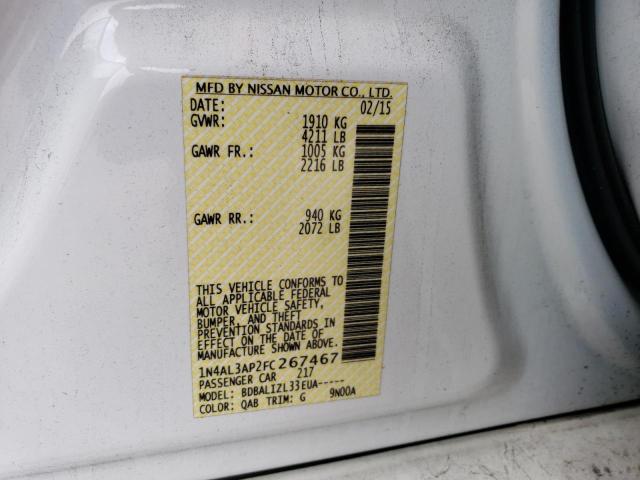 MFD BY NISSAN MOTOR CO., LTD.
DATE: 02/15
GVWR: 1910 KG
4211 LB
GAWR FR.: 1005 KG
2216 LB
GAWR RR.: 940 KG
2072 LB
THIS VEHICLE CONFORMS TO
ALL APPLICABLE FEDERAL
MOTOR VEHICLE SAFETY,
BUMPER, AND THEFT
PREVENTION STANDARDS IN
EFFECT ON THE DATE OF
MANUFACTURE SHOWN ABOVE.
1N4AL3AP2FC267467
PASSENGER CAR 217
MODEL: BDBALIZL33EUA-----
COLOR: QAB TRIM: G 9N00A